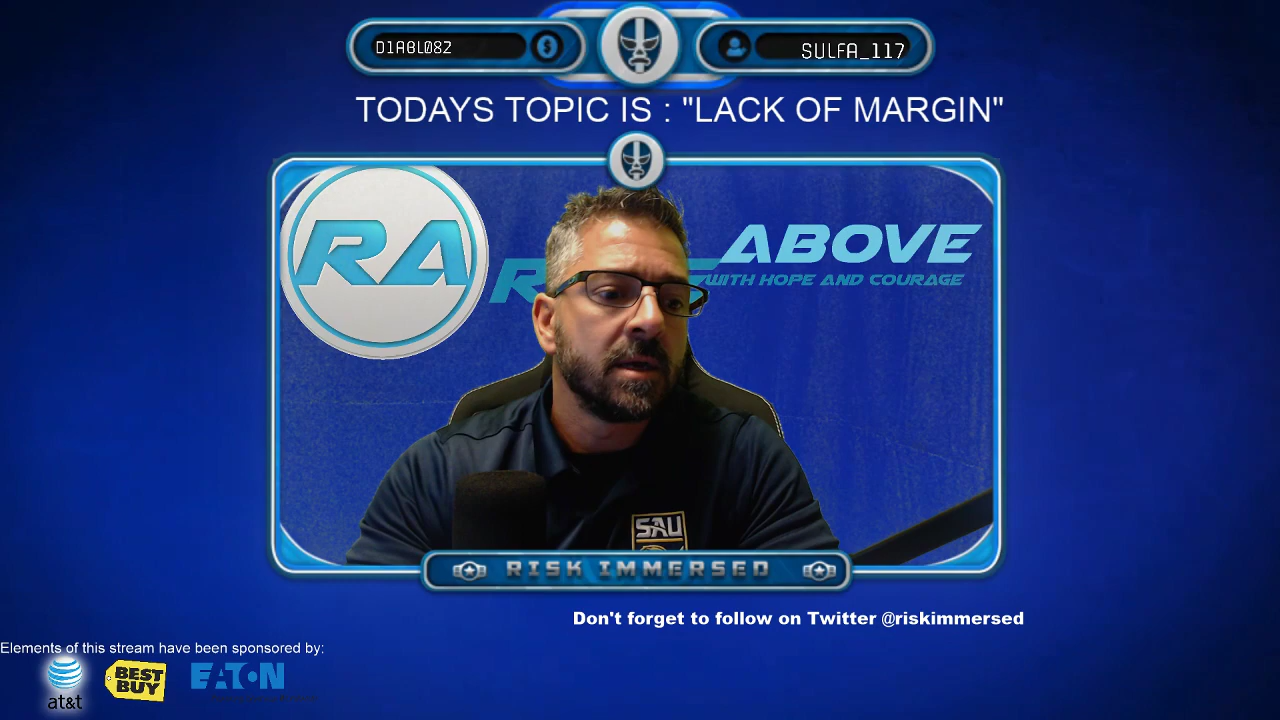 D1ABL082
SULFA_117
TODAYS TOPIC IS : "LACK OF MARGIN"
RA
ABOVE
WITH HOPE AND COURAGE
SAU
RISK IMMERSED
Don't forget to follow on Twitter @riskimmersed
Elements of this stream have been sponsored by:
at&t
BEST
BUY
EATON